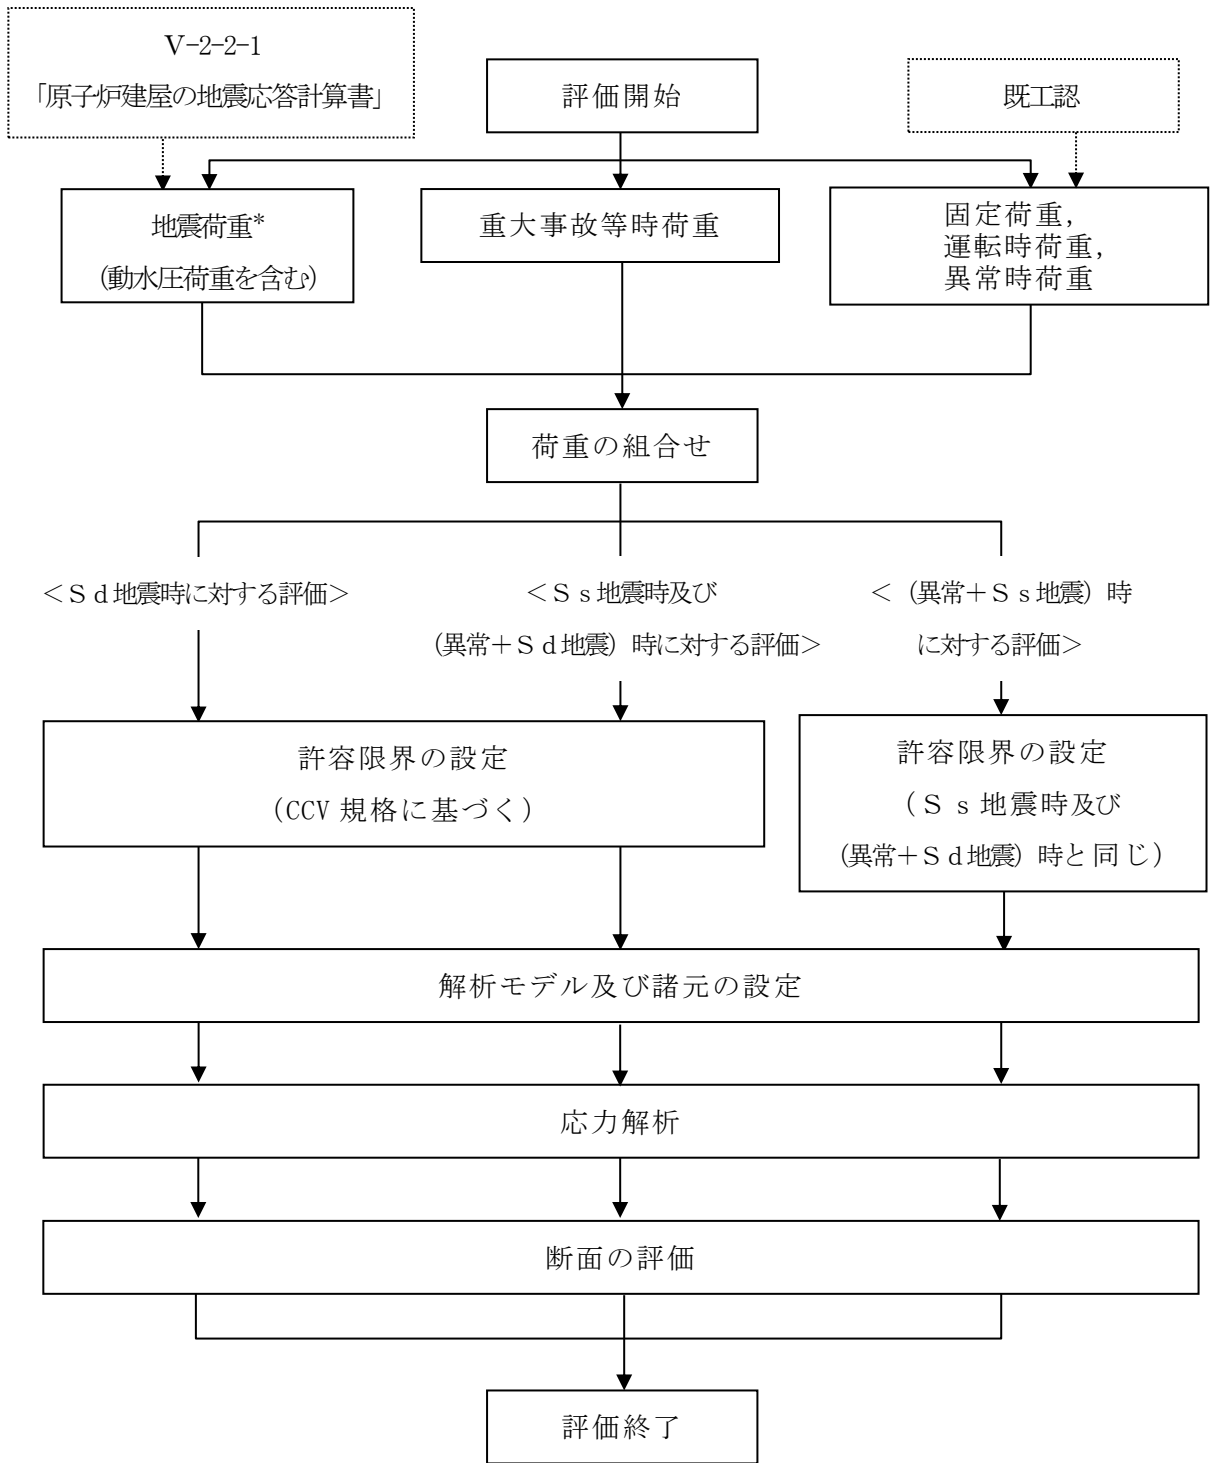 Ⅴ-2-2-1
「原子炉建屋の地震応答計算書」
評価開始
既工認
地震荷重*
(動水圧荷重を含む)
重大事故等時荷重
固定荷重,
運転時荷重,
異常時荷重
荷重の組合せ
＜Ｓｄ地震時に対する評価＞
＜Ｓｓ地震時及び
(異常＋Ｓｄ地震) 時に対する評価＞
＜ (異常＋Ｓｓ地震) 時
に対する評価＞
許容限界の設定
（CCV 規格に基づく）
許容限界の設定
（Ｓｓ地震時及び
(異常＋Ｓｄ地震) 時と同じ）
解析モデル及び諸元の設定
応力解析
断面の評価
評価終了